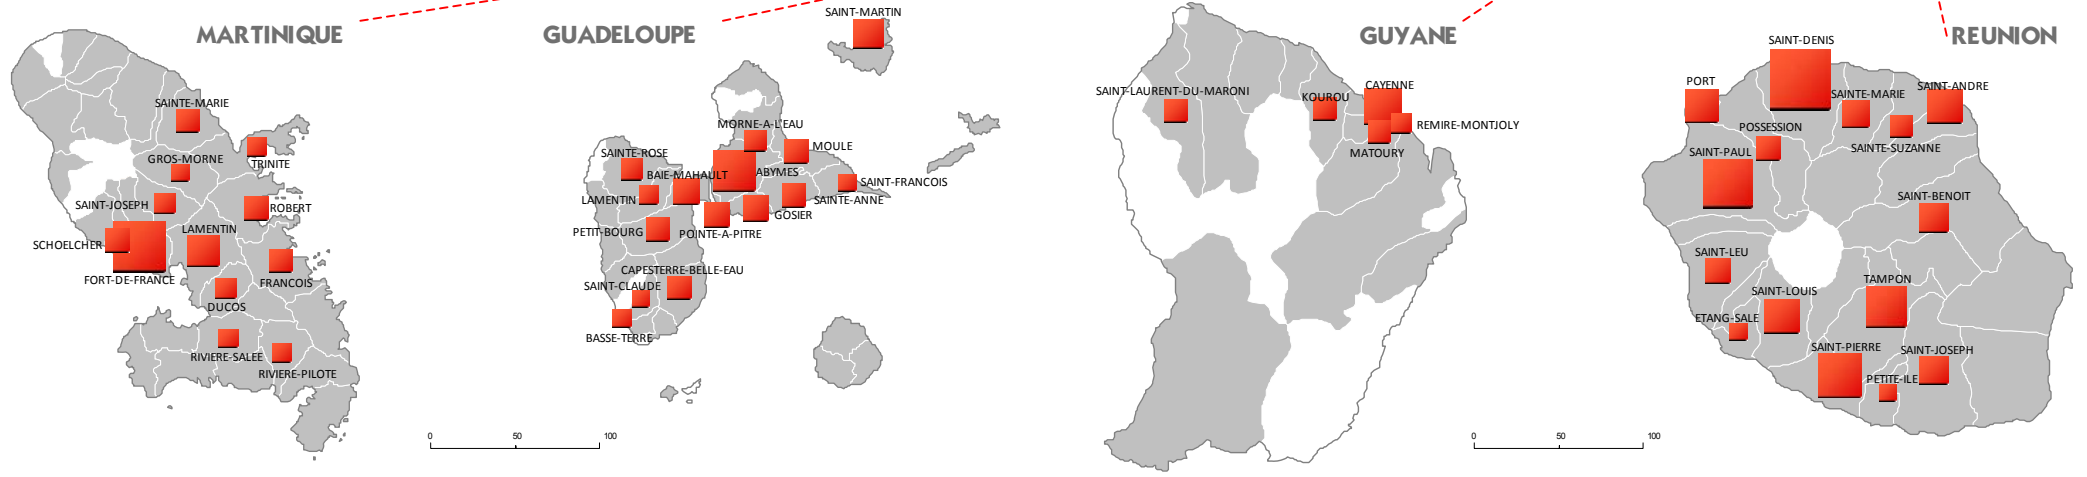 MARTINIQUE
SAINTE-MARIE
TRINITE
GROS-MORNE
SAINT-JOSEPH
ROBERT
SCHOELCHER
LAMENTIN
FORT-DE-FRANCE
FRANCOIS
DUCOS
RIVIERE-SALEE
RIVIERE-PILOTE
GUADELOUPE
SAINT-MARTIN
MORNE-A-L'EAU
MOULE
SAINTE-ROSE
BAIE-MAHAULT
ABYMES
SAINT-FRANCOIS
LAMENTIN
SAINTE-ANNE
GOSIER
PETIT-BOURG
POINTE-A-PITRE
CAPESTERRE-BELLE-EAU
SAINT-CLAUDE
BASSE-TERRE
0 50 100
GUYANE
SAINT-LAURENT-DU-MARONI
KOUROU
CAYENNE
REMIRE-MONTJOLY
MATOURY
REUNION
SAINT-DENIS
PORT
SAINTE-MARIE
SAINT-ANDRE
POSSESSION
SAINTE-SUZANNE
SAINT-PAUL
SAINT-BENOIT
SAINT-LEU
TAMPON
SAINT-LOUIS
ETANG-SALE
SAINT-PIERRE
SAINT-JOSEPH
PETITE-ILE
0 50 100